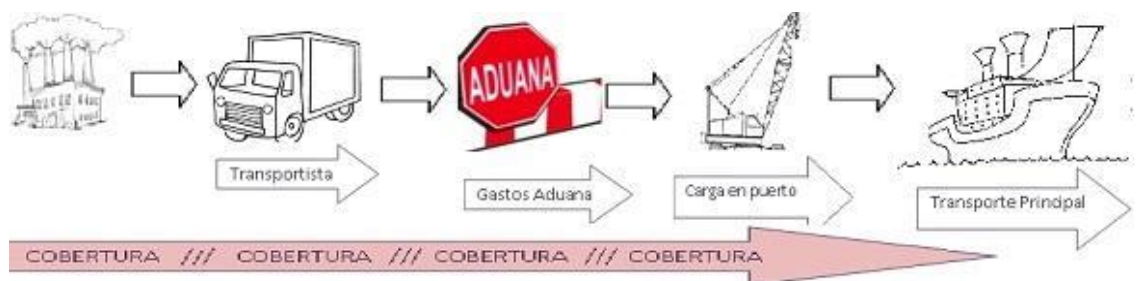 ADUANA
Transportista
Gastos Aduana
Carga en puerto
Transporte Principal
COBERTURA /// COBERTURA /// COBERTURA /// COBERTURA